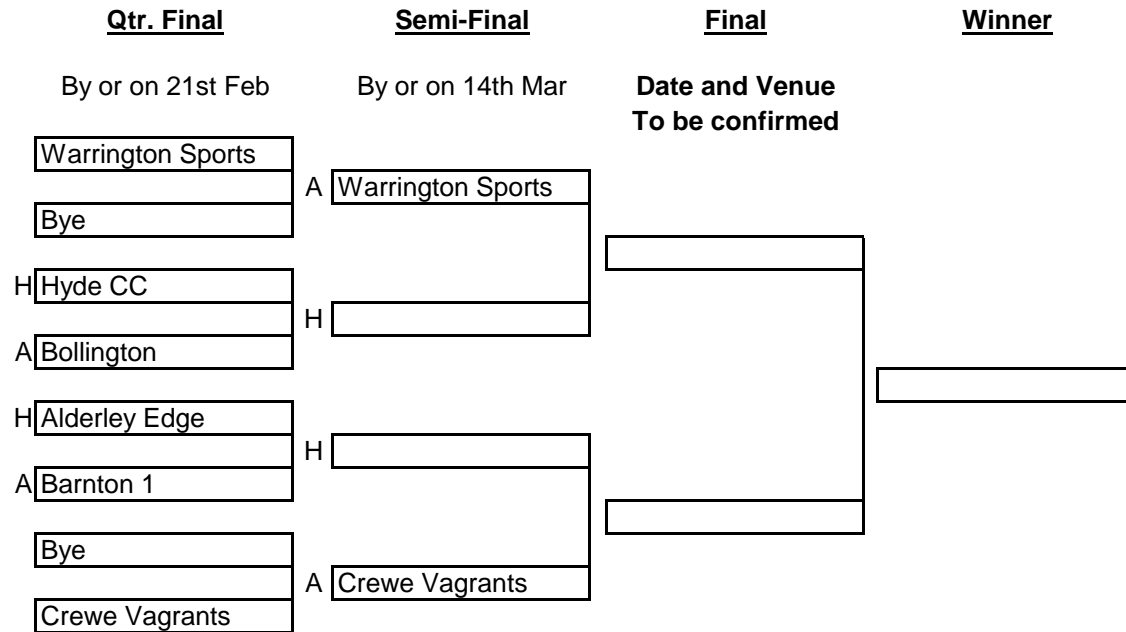 Qtr. Final Semi-Final Final Winner
By or on 21st Feb By or on 14th Mar Date and Venue
To be confirmed
Warrington Sports
A Warrington Sports
Bye
H Hyde CC
H
A Bollington
H Alderley Edge
H
A Barnton 1
Bye
A Crewe Vagrants
Crewe Vagrants